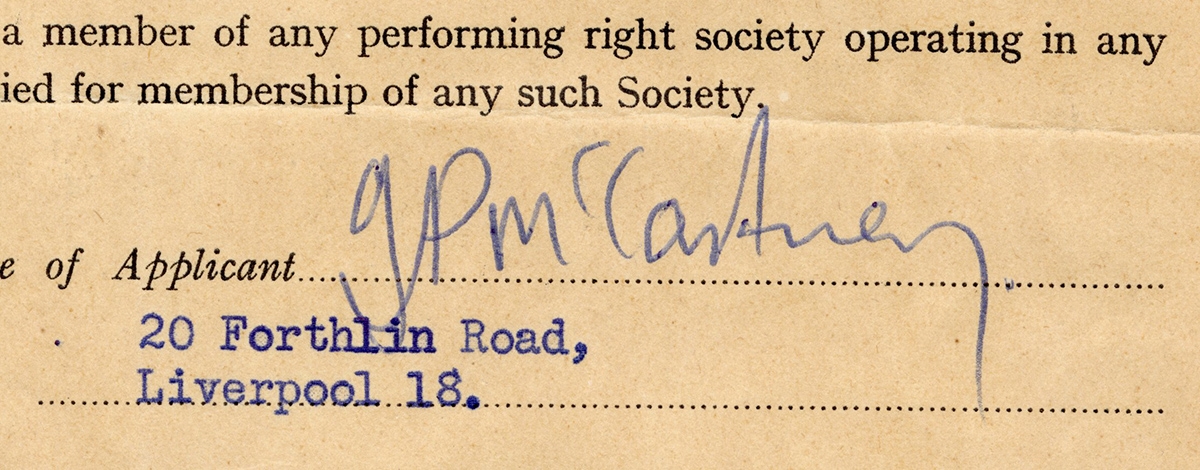 a member of any performing right society operating in any
ied for membership of any such Society.
e of Applicant
JPMcCartney
20 Forthlin Road,
Liverpool 18.